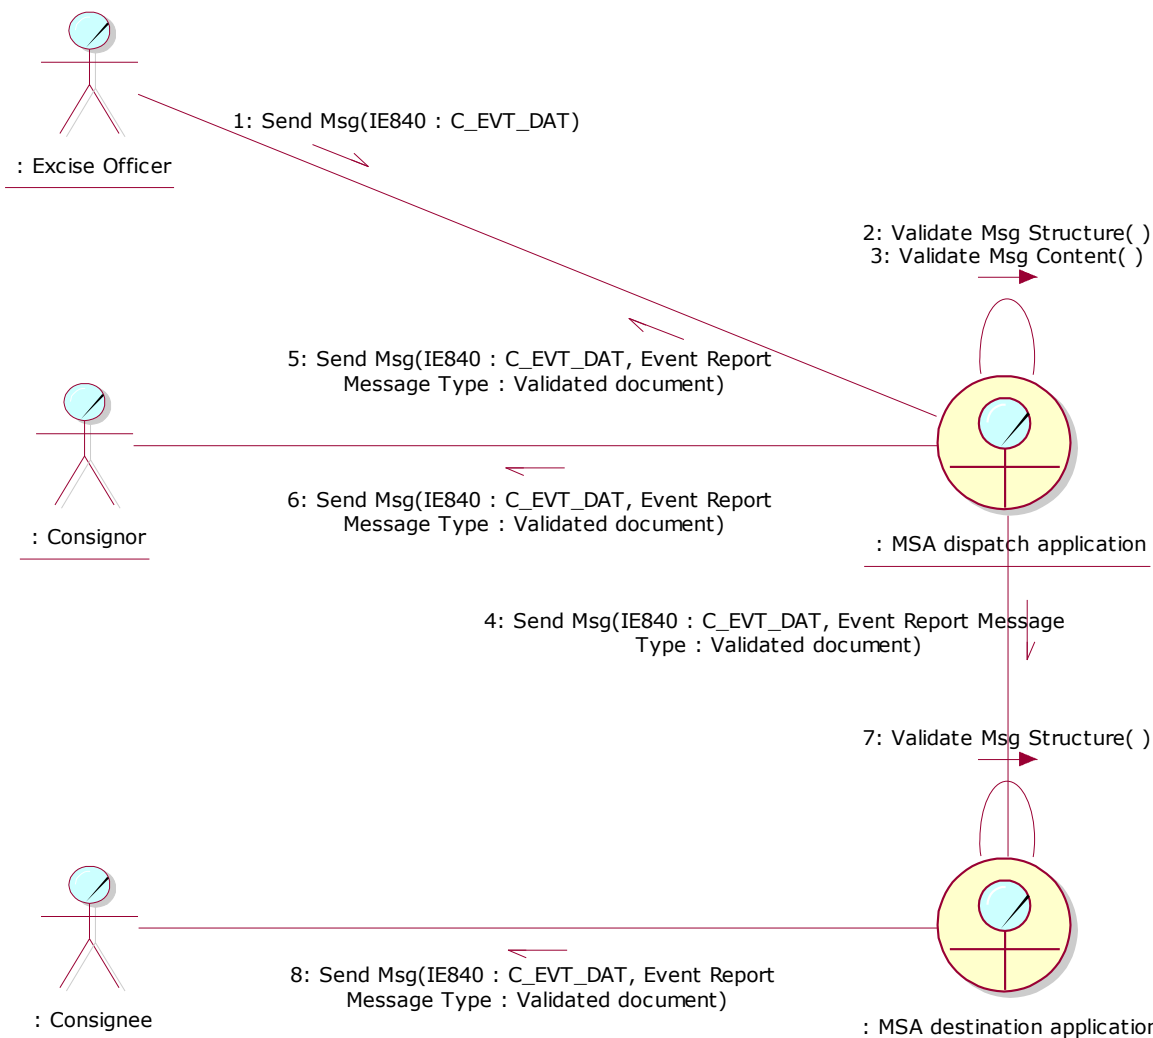 1: Send Msg(IE840 : C_EVT_DAT)
: Excise Officer
2: Validate Msg Structure( )
3: Validate Msg Content( )
5: Send Msg(IE840 : C_EVT_DAT, Event Report
Message Type : Validated document)
6: Send Msg(IE840 : C_EVT_DAT, Event Report
Message Type : Validated document)
: Consignor
: MSA dispatch application
4: Send Msg(IE840 : C_EVT_DAT, Event Report Message
Type : Validated document)
7: Validate Msg Structure( )
8: Send Msg(IE840 : C_EVT_DAT, Event Report
Message Type : Validated document)
: Consignee
: MSA destination application